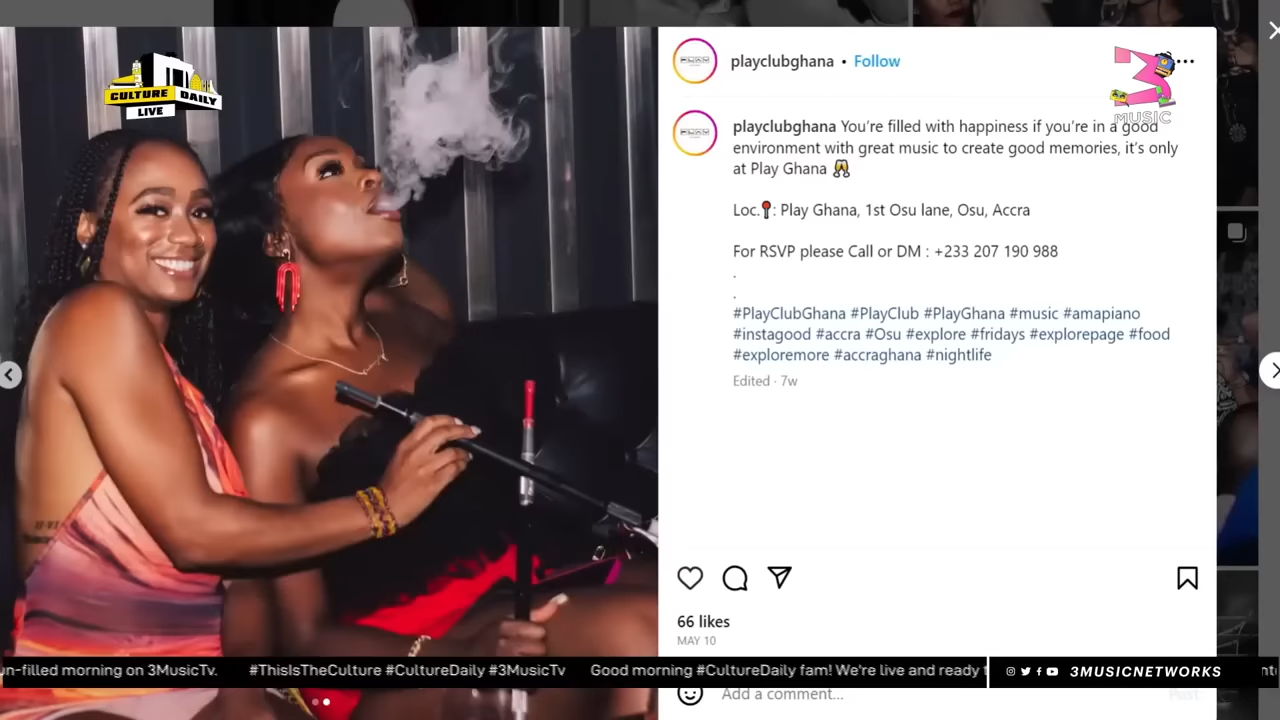 CULTURE DAILY
LIVE
playclubghana • Follow
3
MUSIC
playclubghana You're filled with happiness if you're in a good
environment with great music to create good memories, it's only
at Play Ghana 🥂
Loc.📍: Play Ghana, 1st Osu lane, Osu, Accra
For RSVP please Call or DM : +233 207 190 988
.
.
#PlayClubGhana #PlayClub #PlayGhana #music #amapiano
#instagood #accra #Osu #explore #fridays #explorepage #food
#exploremore #accraghana #nightlife
Edited · 7w
66 likes
MAY 10
un-filled morning on 3MusicTv. #ThisIsTheCulture #CultureDaily #3MusicTv Good morning #CultureDaily fam! We're live and ready t
3MUSICNETWORKS
Add a comment...
Post